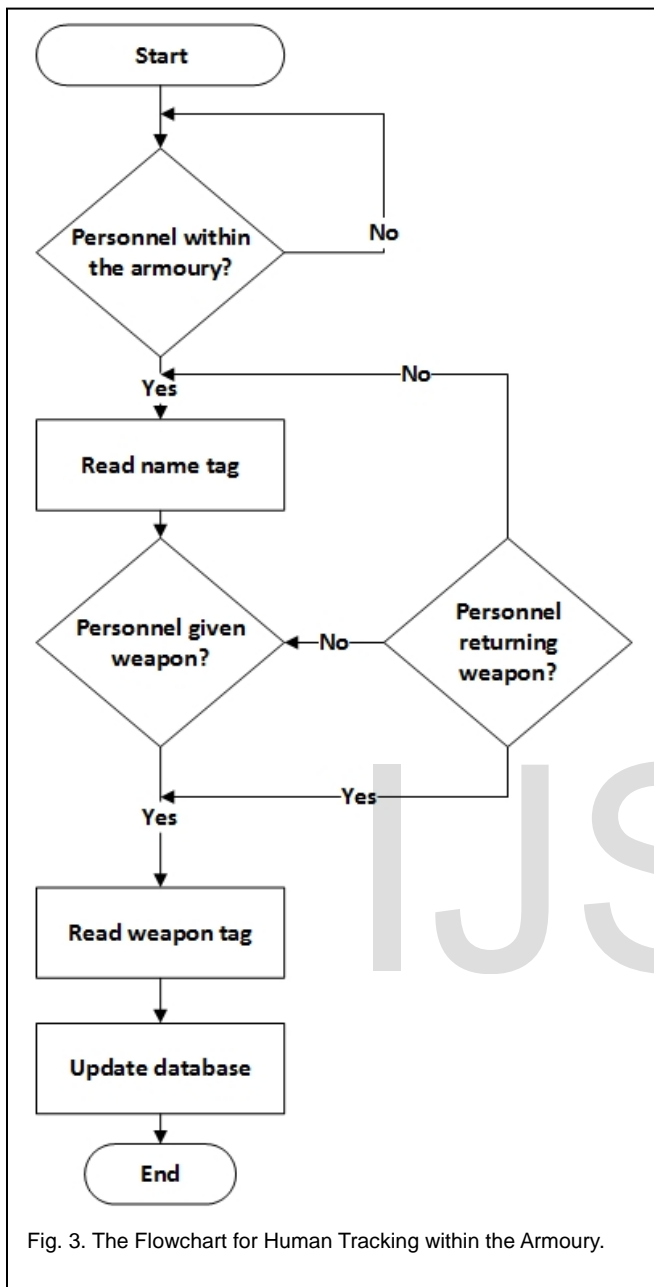 Start
Personnel within
the armoury?
No
No
Yes
Read name tag
Personnel given
weapon?
No
Personnel
returning
weapon?
Yes
Yes
Read weapon tag
Update database
End
IJS
Fig. 3. The Flowchart for Human Tracking within the Armoury.